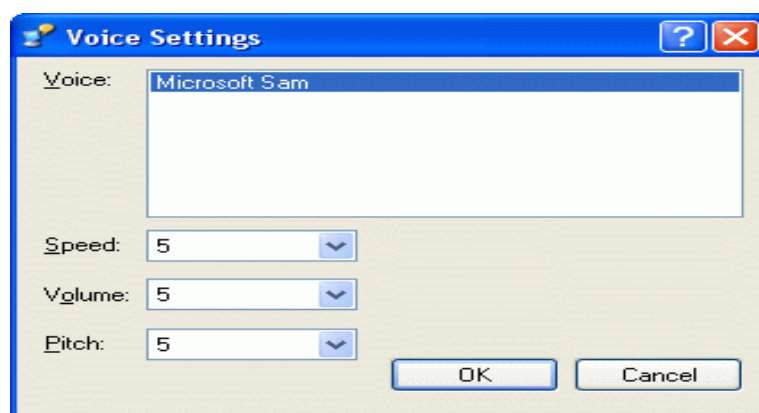 Voice Settings
Voice:
Microsoft Sam
Speed: 5
Volume: 5
Pitch: 5
OK Cancel